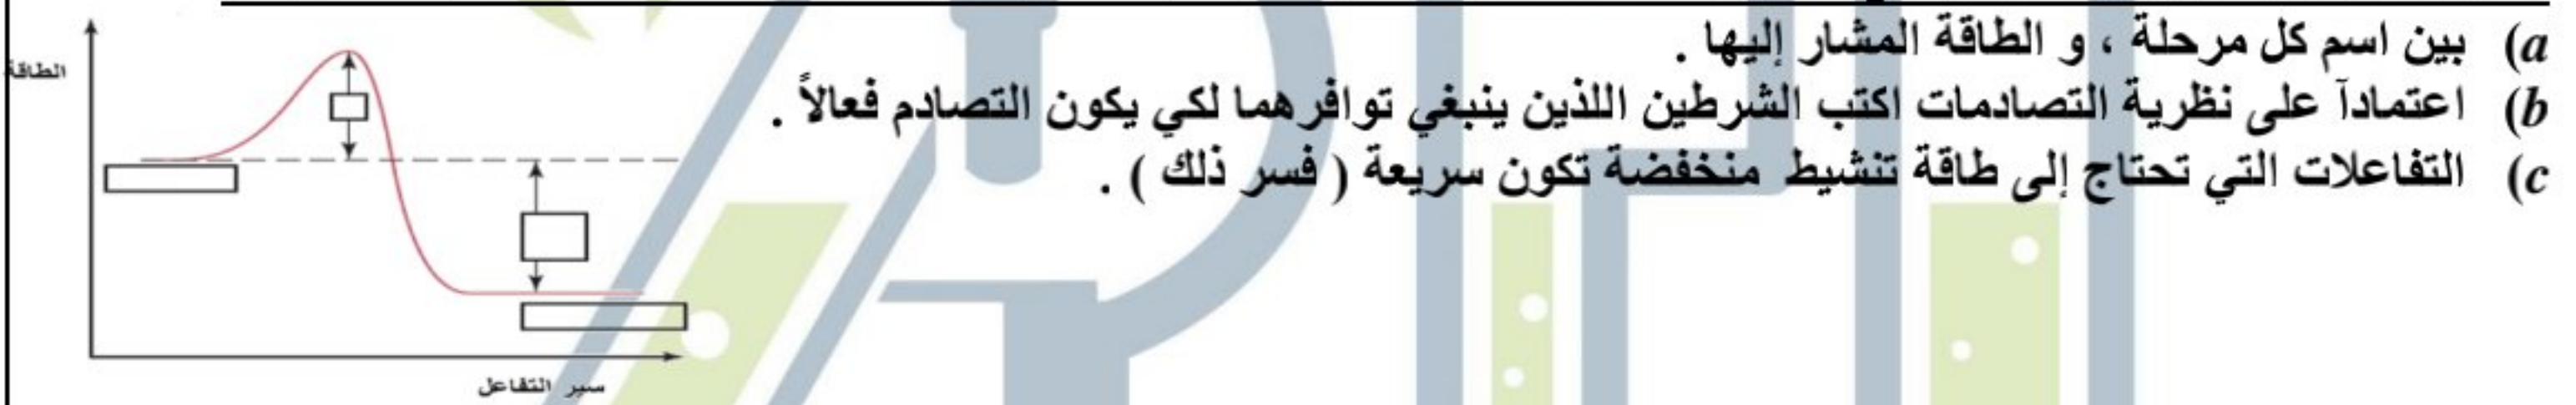 a) بين اسم كل مرحلة ، و الطاقة المشار إليها .
b) اعتمادآ على نظرية التصادمات اكتب الشرطين اللذين ينبغي توافرهما لكي يكون التصادم فعالاً .
c) التفاعلات التي تحتاج إلى طاقة تنشيط منخفضة تكون سريعة ( فسر ذلك ) .
الطاقة
سير التفاعل